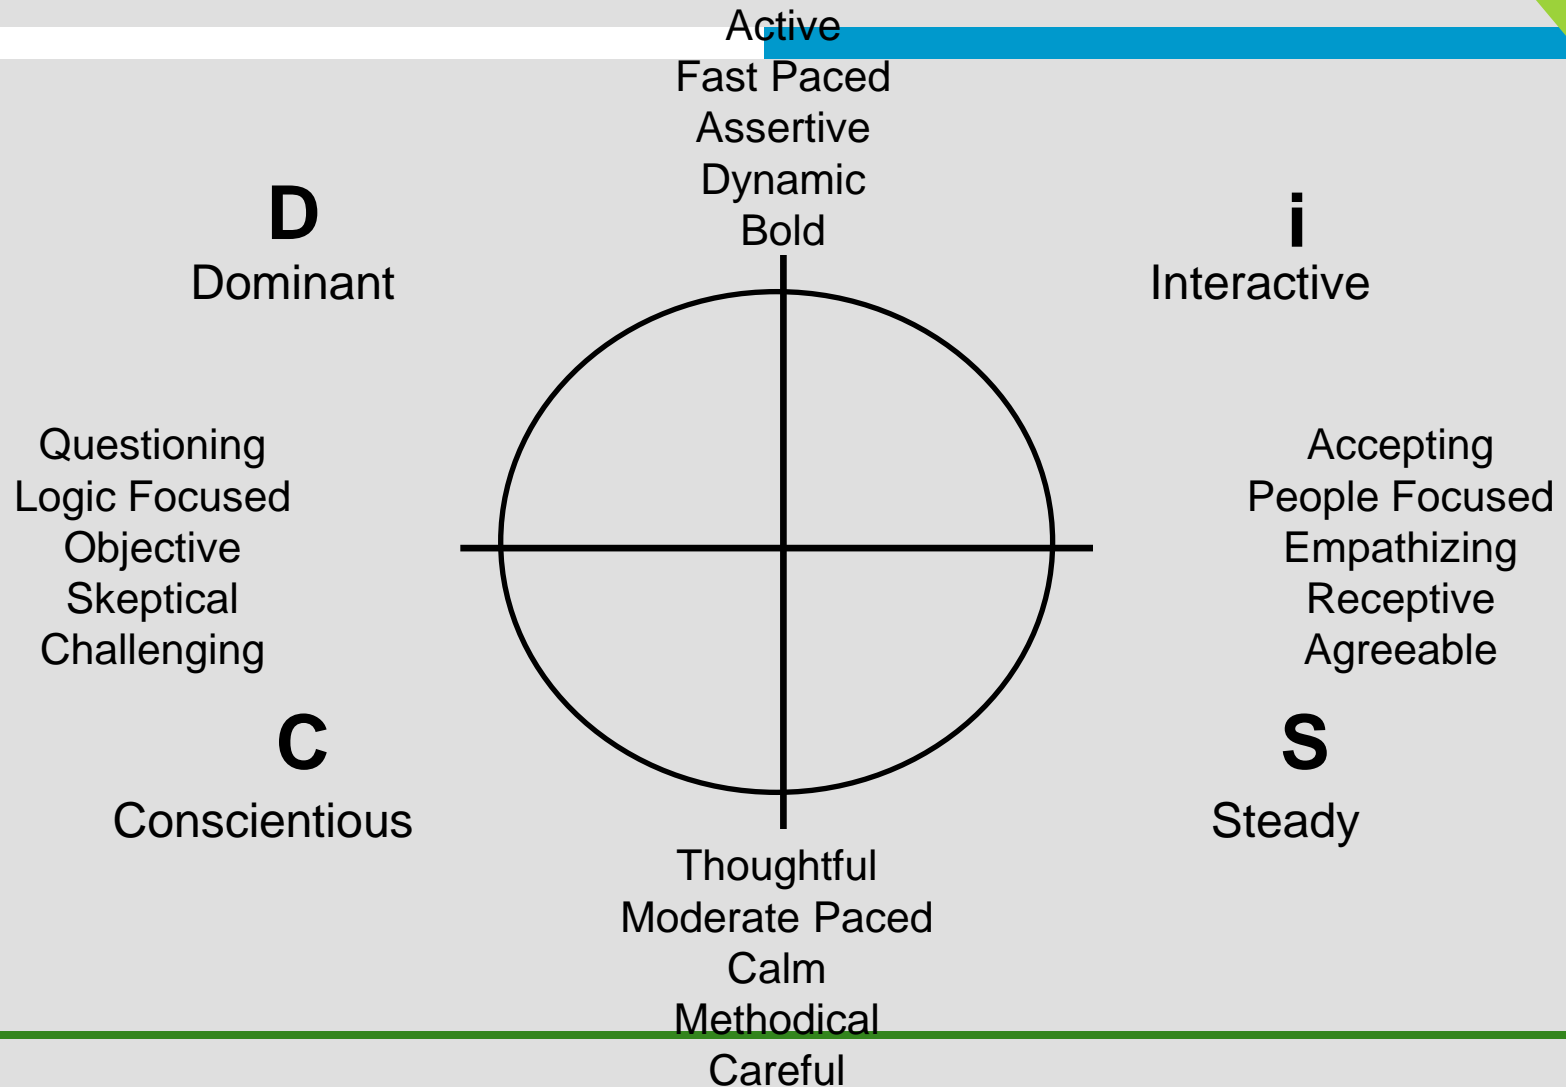 Active
Fast Paced
Assertive
Dynamic
Bold
D
Dominant
i
Interactive
Questioning
Logic Focused
Objective
Skeptical
Challenging
Accepting
People Focused
Empathizing
Receptive
Agreeable
C
Conscientious
S
Steady
Thoughtful
Moderate Paced
Calm
Methodical
Careful